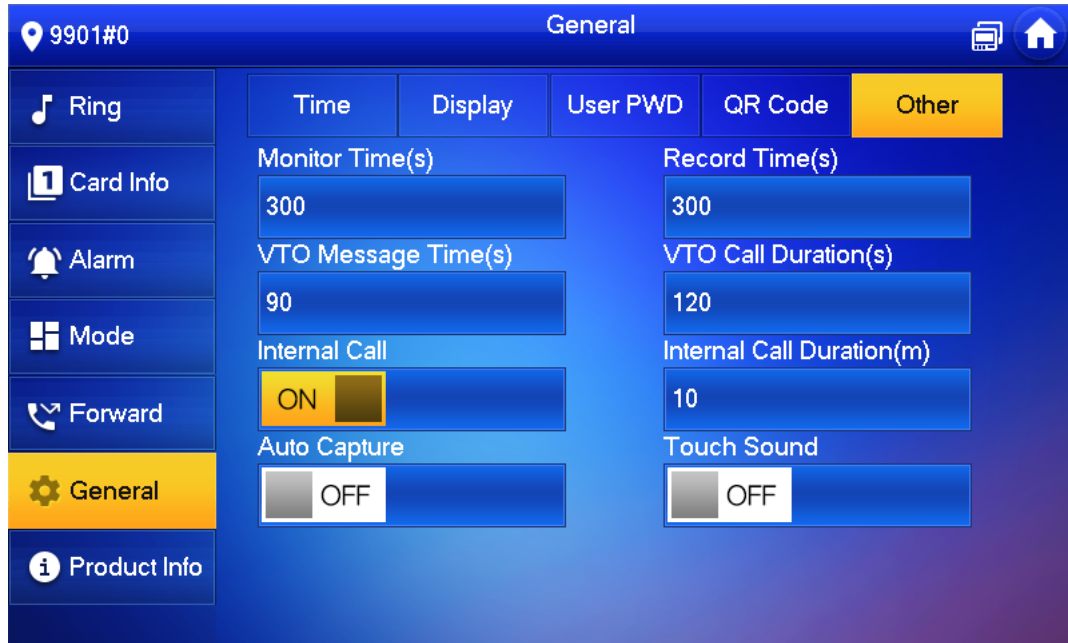 9901#0
General
Ring
Card Info
Alarm
Mode
Forward
General
Product Info
Time
Display
User PWD
QR Code
Other
Monitor Time(s)
Record Time(s)
300
300
VTO Message Time(s)
VTO Call Duration(s)
90
120
Internal Call
Internal Call Duration(m)
ON
10
Auto Capture
Touch Sound
OFF
OFF